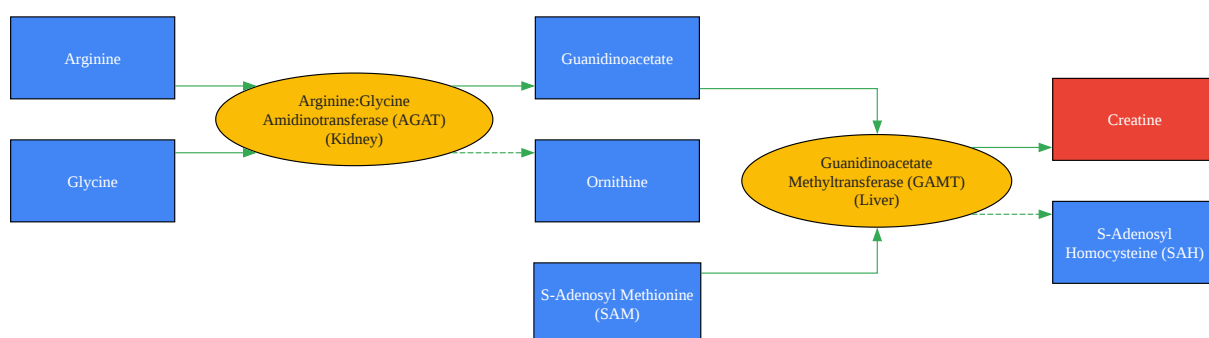 Arginine
Glycine
Arginine:Glycine
Amidinotransferase (AGAT)
(Kidney)
Guanidinoacetate
Ornithine
S-Adenosyl Methionine
(SAM)
Guanidinoacetate
Methyltransferase (GAMT)
(Liver)
Creatine
S-Adenosyl
Homocysteine (SAH)